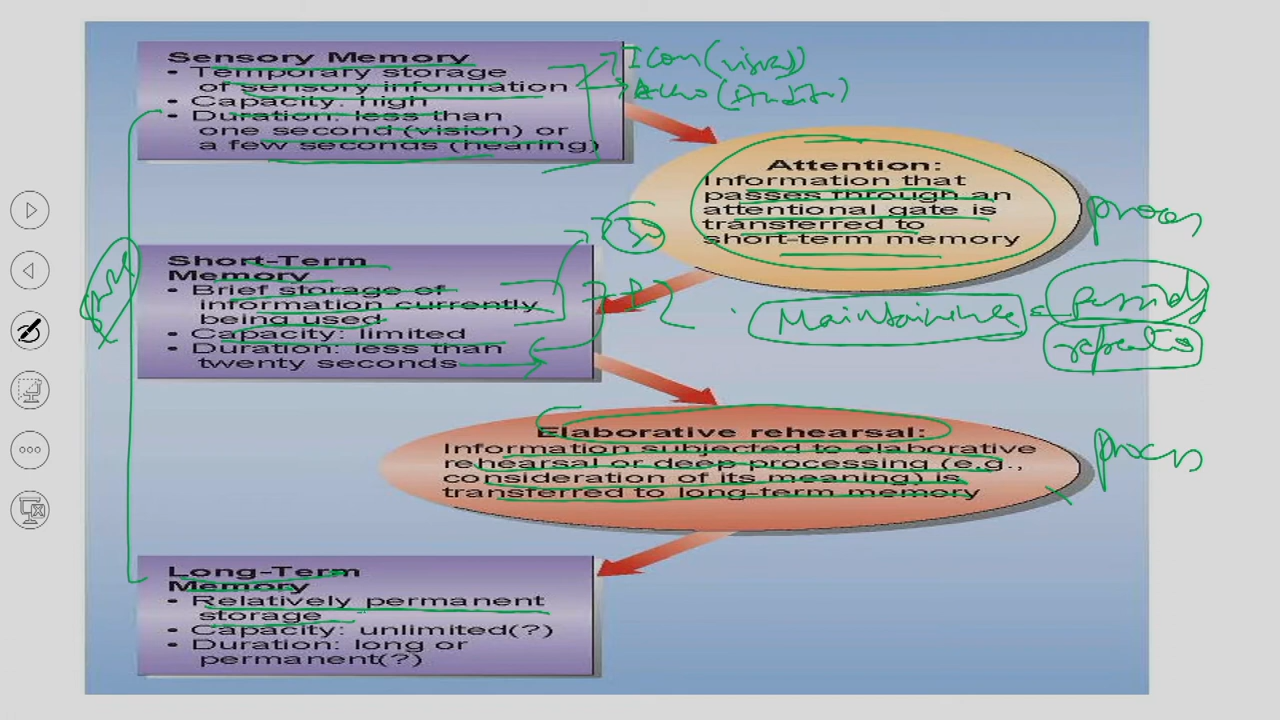 Sensory Memory
• Temporary storage
of sensory information
• Capacity: high
• Duration: less than
one second (vision) or
a few seconds (hearing)
Icon (visual)
Attention:
Information that
passes through an
attentional gate is
transferred to
short-term memory
process
Short-Term
Memory
• Brief storage of
information currently
being used
• Capacity: limited
• Duration: less than
twenty seconds
7 ± 2
Elaborative rehearsal:
Information subjected to elaborative
rehearsal or deep processing (e.g.,
consideration of its meaning) is
transferred to long-term memory
process
Long-Term
Memory
• Relatively permanent
storage
• Capacity: unlimited(?)
• Duration: long or
permanent(?)